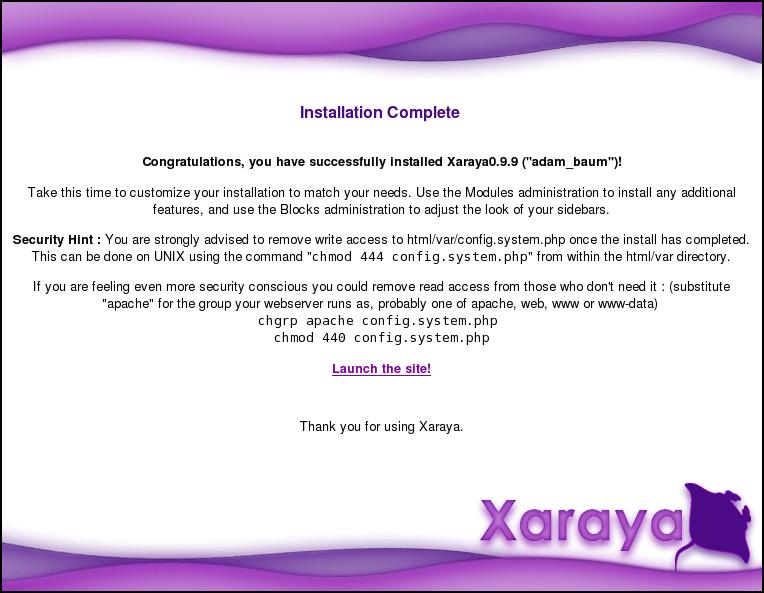 Installation Complete
Congratulations, you have successfully installed Xaraya0.9.9 ("adam_baum")!
Take this time to customize your installation to match your needs. Use the Modules administration to install any additional
features, and use the Blocks administration to adjust the look of your sidebars.
Security Hint : You are strongly advised to remove write access to html/var/config.system.php once the install has completed.
This can be done on UNIX using the command "chmod 444 config.system.php" from within the html/var directory.
If you are feeling even more security conscious you could remove read access from those who don't need it : (substitute
"apache" for the group your webserver runs as, probably one of apache, web, www or www-data)
chgrp apache config.system.php
chmod 440 config.system.php
Launch the site!
Thank you for using Xaraya.
Xaraya